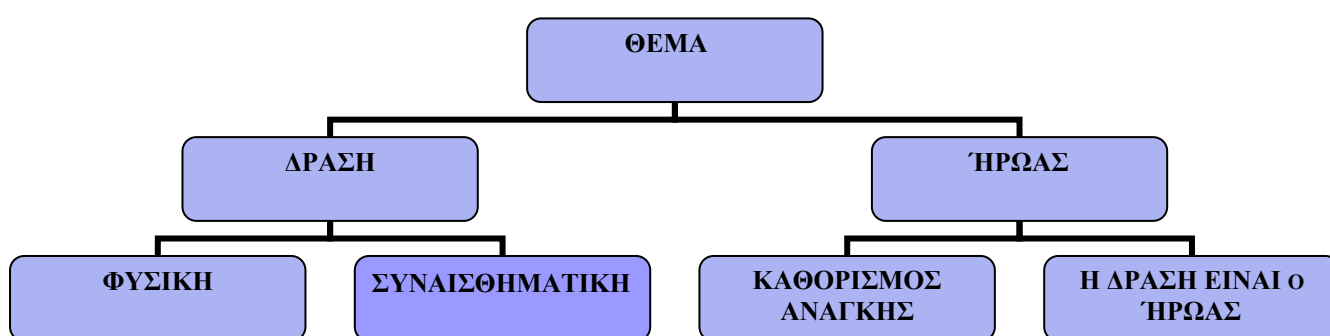 ΘΕΜΑ
ΔΡΑΣΗ
ΉΡΩΑΣ
ΦΥΣΙΚΗ
ΣΥΝΑΙΣΘΗΜΑΤΙΚΗ
ΚΑΘΟΡΙΣΜΟΣ
ΑΝΑΓΚΗΣ
Η ΔΡΑΣΗ ΕΙΝΑΙ ο
ΉΡΩΑΣ